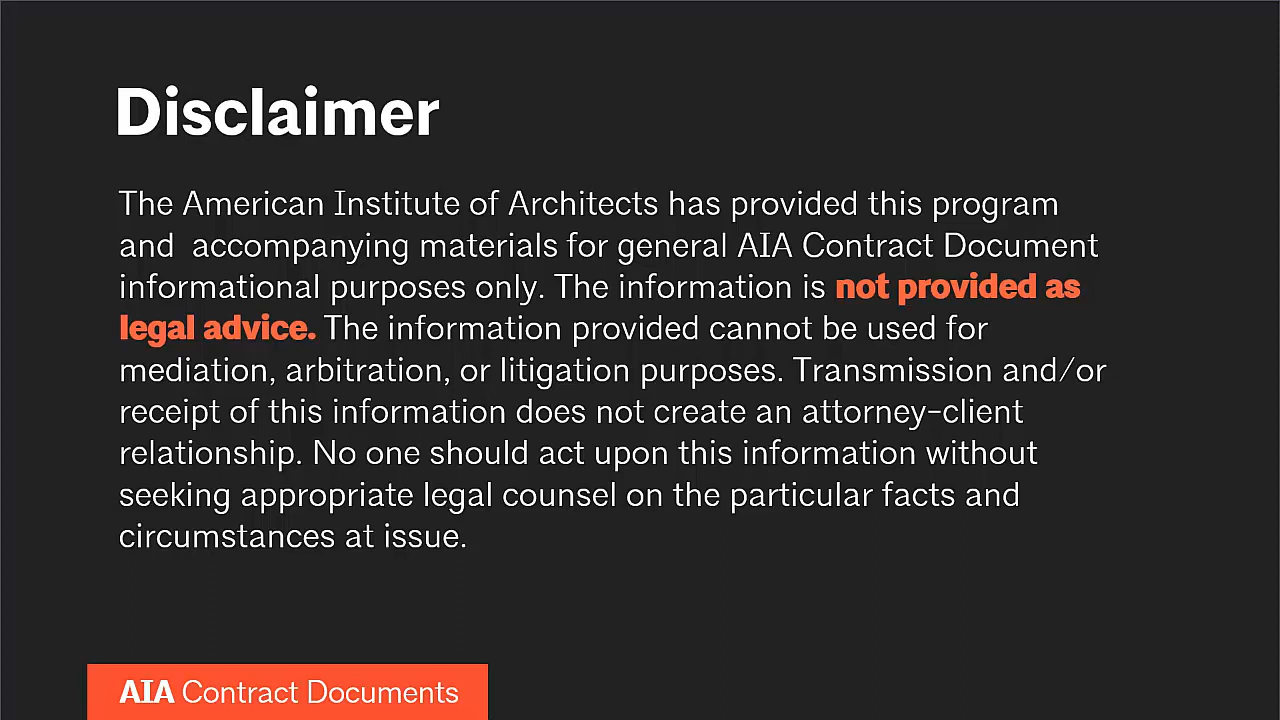 Disclaimer
The American Institute of Architects has provided this program
and  accompanying materials for general AIA Contract Document
informational purposes only. The information is not provided as
legal advice. The information provided cannot be used for
mediation, arbitration, or litigation purposes. Transmission and/or
receipt of this information does not create an attorney-client
relationship. No one should act upon this information without
seeking appropriate legal counsel on the particular facts and
circumstances at issue.
AIA Contract Documents